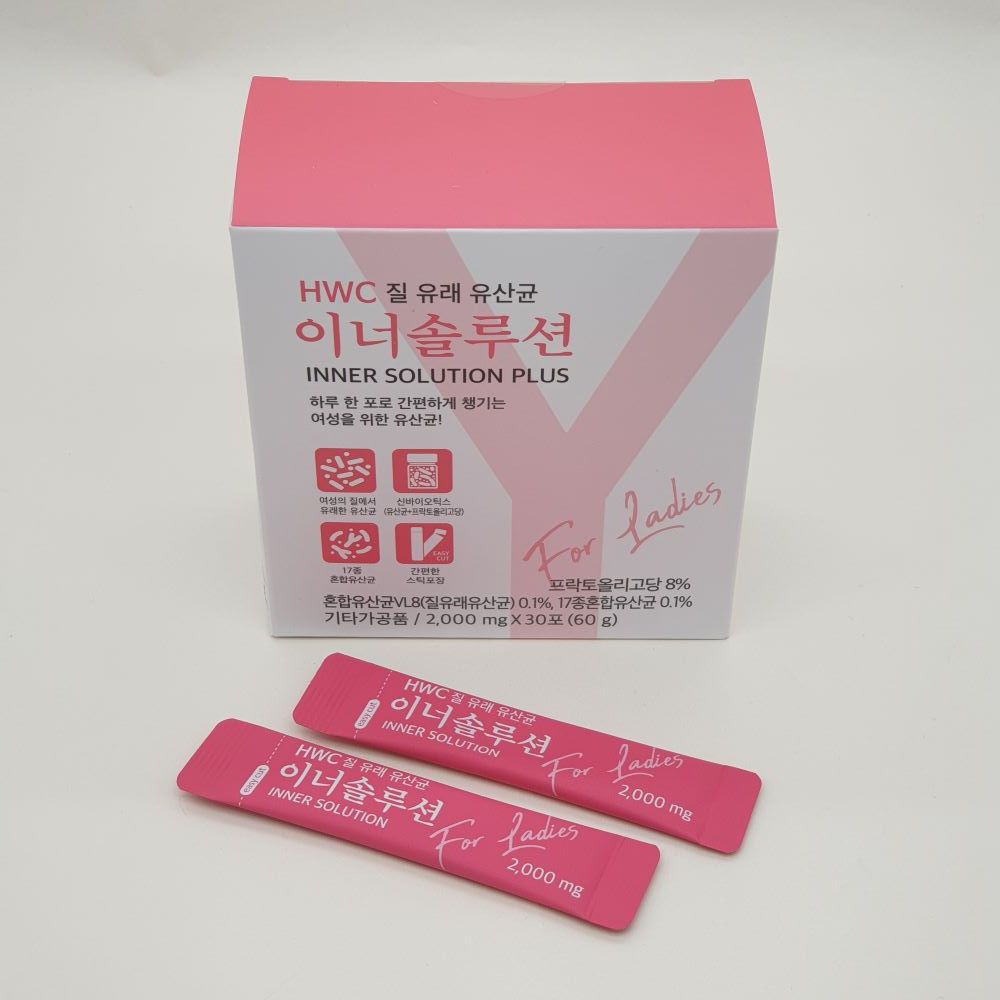 HWC 질 유래 유산균
이너솔루션
INNER SOLUTION PLUS
하루 한 포로 간편하게 챙기는
여성을 위한 유산균!
여성의 질에서
유래한 유산균
신바이오틱스
(유산균+프락토올리고당)
EASY
CUT
17종
혼합유산균
간편한
스틱포장
For Ladies
프락토올리고당 8%
혼합유산균VL8(질유래유산균) 0.1%, 17종혼합유산균 0.1%
기타가공품 / 2,000 mg X 30포 (60 g)
easy cut
HWC 질 유래 유산균
이너솔루션
INNER SOLUTION
For Ladies
2,000 mg
easy cut
HWC 질 유래 유산균
이너솔루션
INNER SOLUTION
For Ladies
2,000 mg